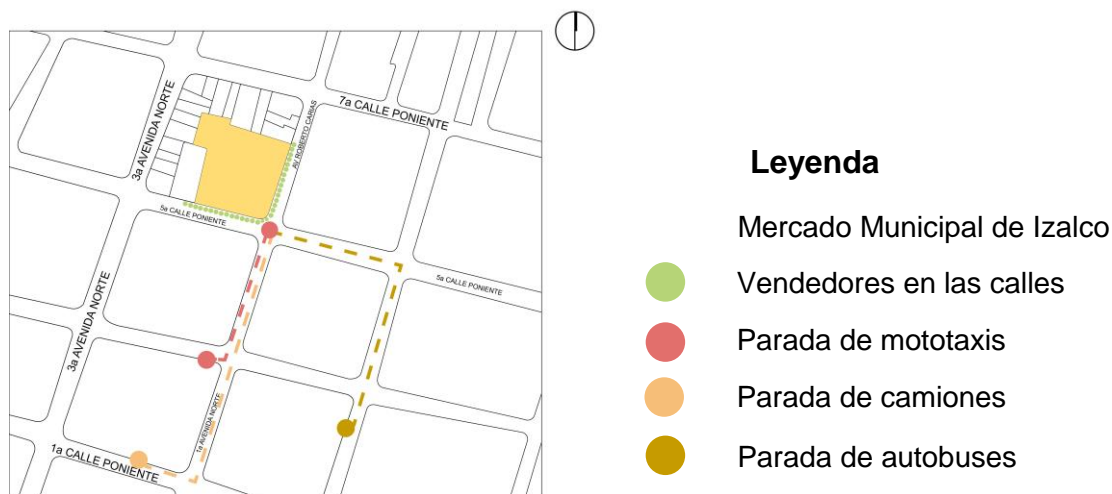 3a AVENIDA NORTE
7a CALLE PONIENTE
AV ROBERTO CARIAS
5a CALLE PONIENTE
5a CALLE PONIENTE
3a AVENIDA NORTE
1a AVENIDA NORTE
1a CALLE PONIENTE
Leyenda
Mercado Municipal de Izalco
Vendedores en las calles
Parada de mototaxis
Parada de camiones
Parada de autobuses